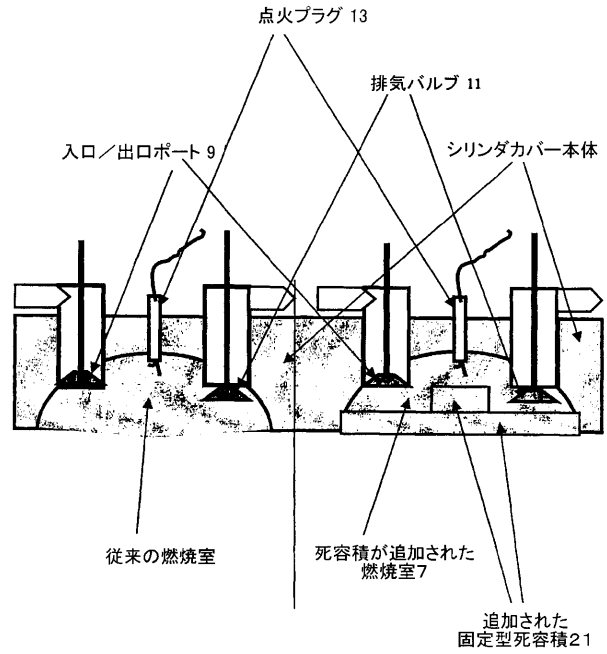 点火プラグ 13
排気バルブ 11
入口／出口ポート 9
シリンダカバー本体
従来の燃焼室
死容積が追加された
燃焼室7
追加された
固定型死容積21